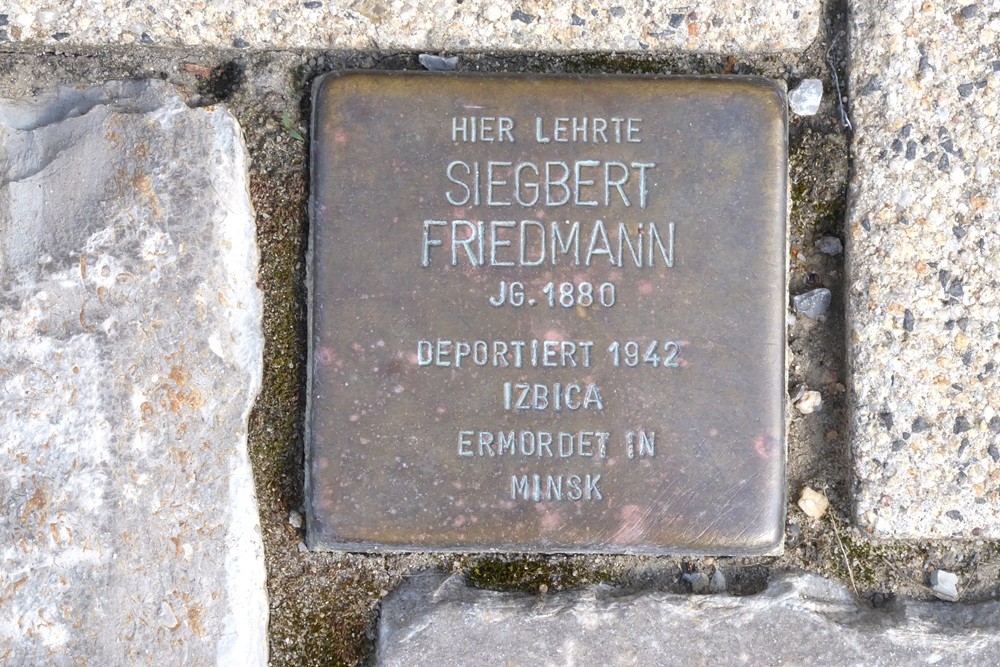 HIER LEHRTE
SIEGBERT
FRIEDMANN
JG. 1880
DEPORTIERT 1942
IZBICA
ERMORDET IN
MINSK